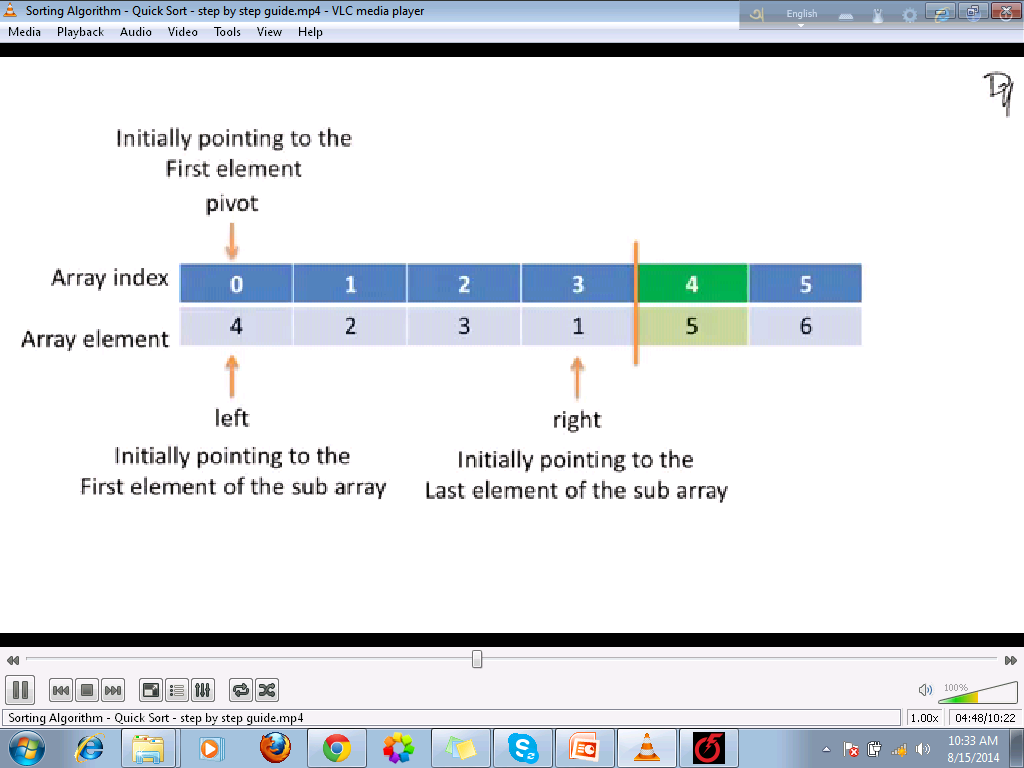 Sorting Algorithm - Quick Sort - step by step guide.mp4 - VLC media player
English
Media Playback Audio Video Tools View Help
Initially pointing to the
First element
pivot
Array index 0 1 2 3 4 5
Array element 4 2 3 1 5 6
left
Initially pointing to the
First element of the sub array
right
Initially pointing to the
Last element of the sub array
100%
Sorting Algorithm - Quick Sort - step by step guide.mp4
1.00x
04:48/10:22
10:33 AM
8/15/2014